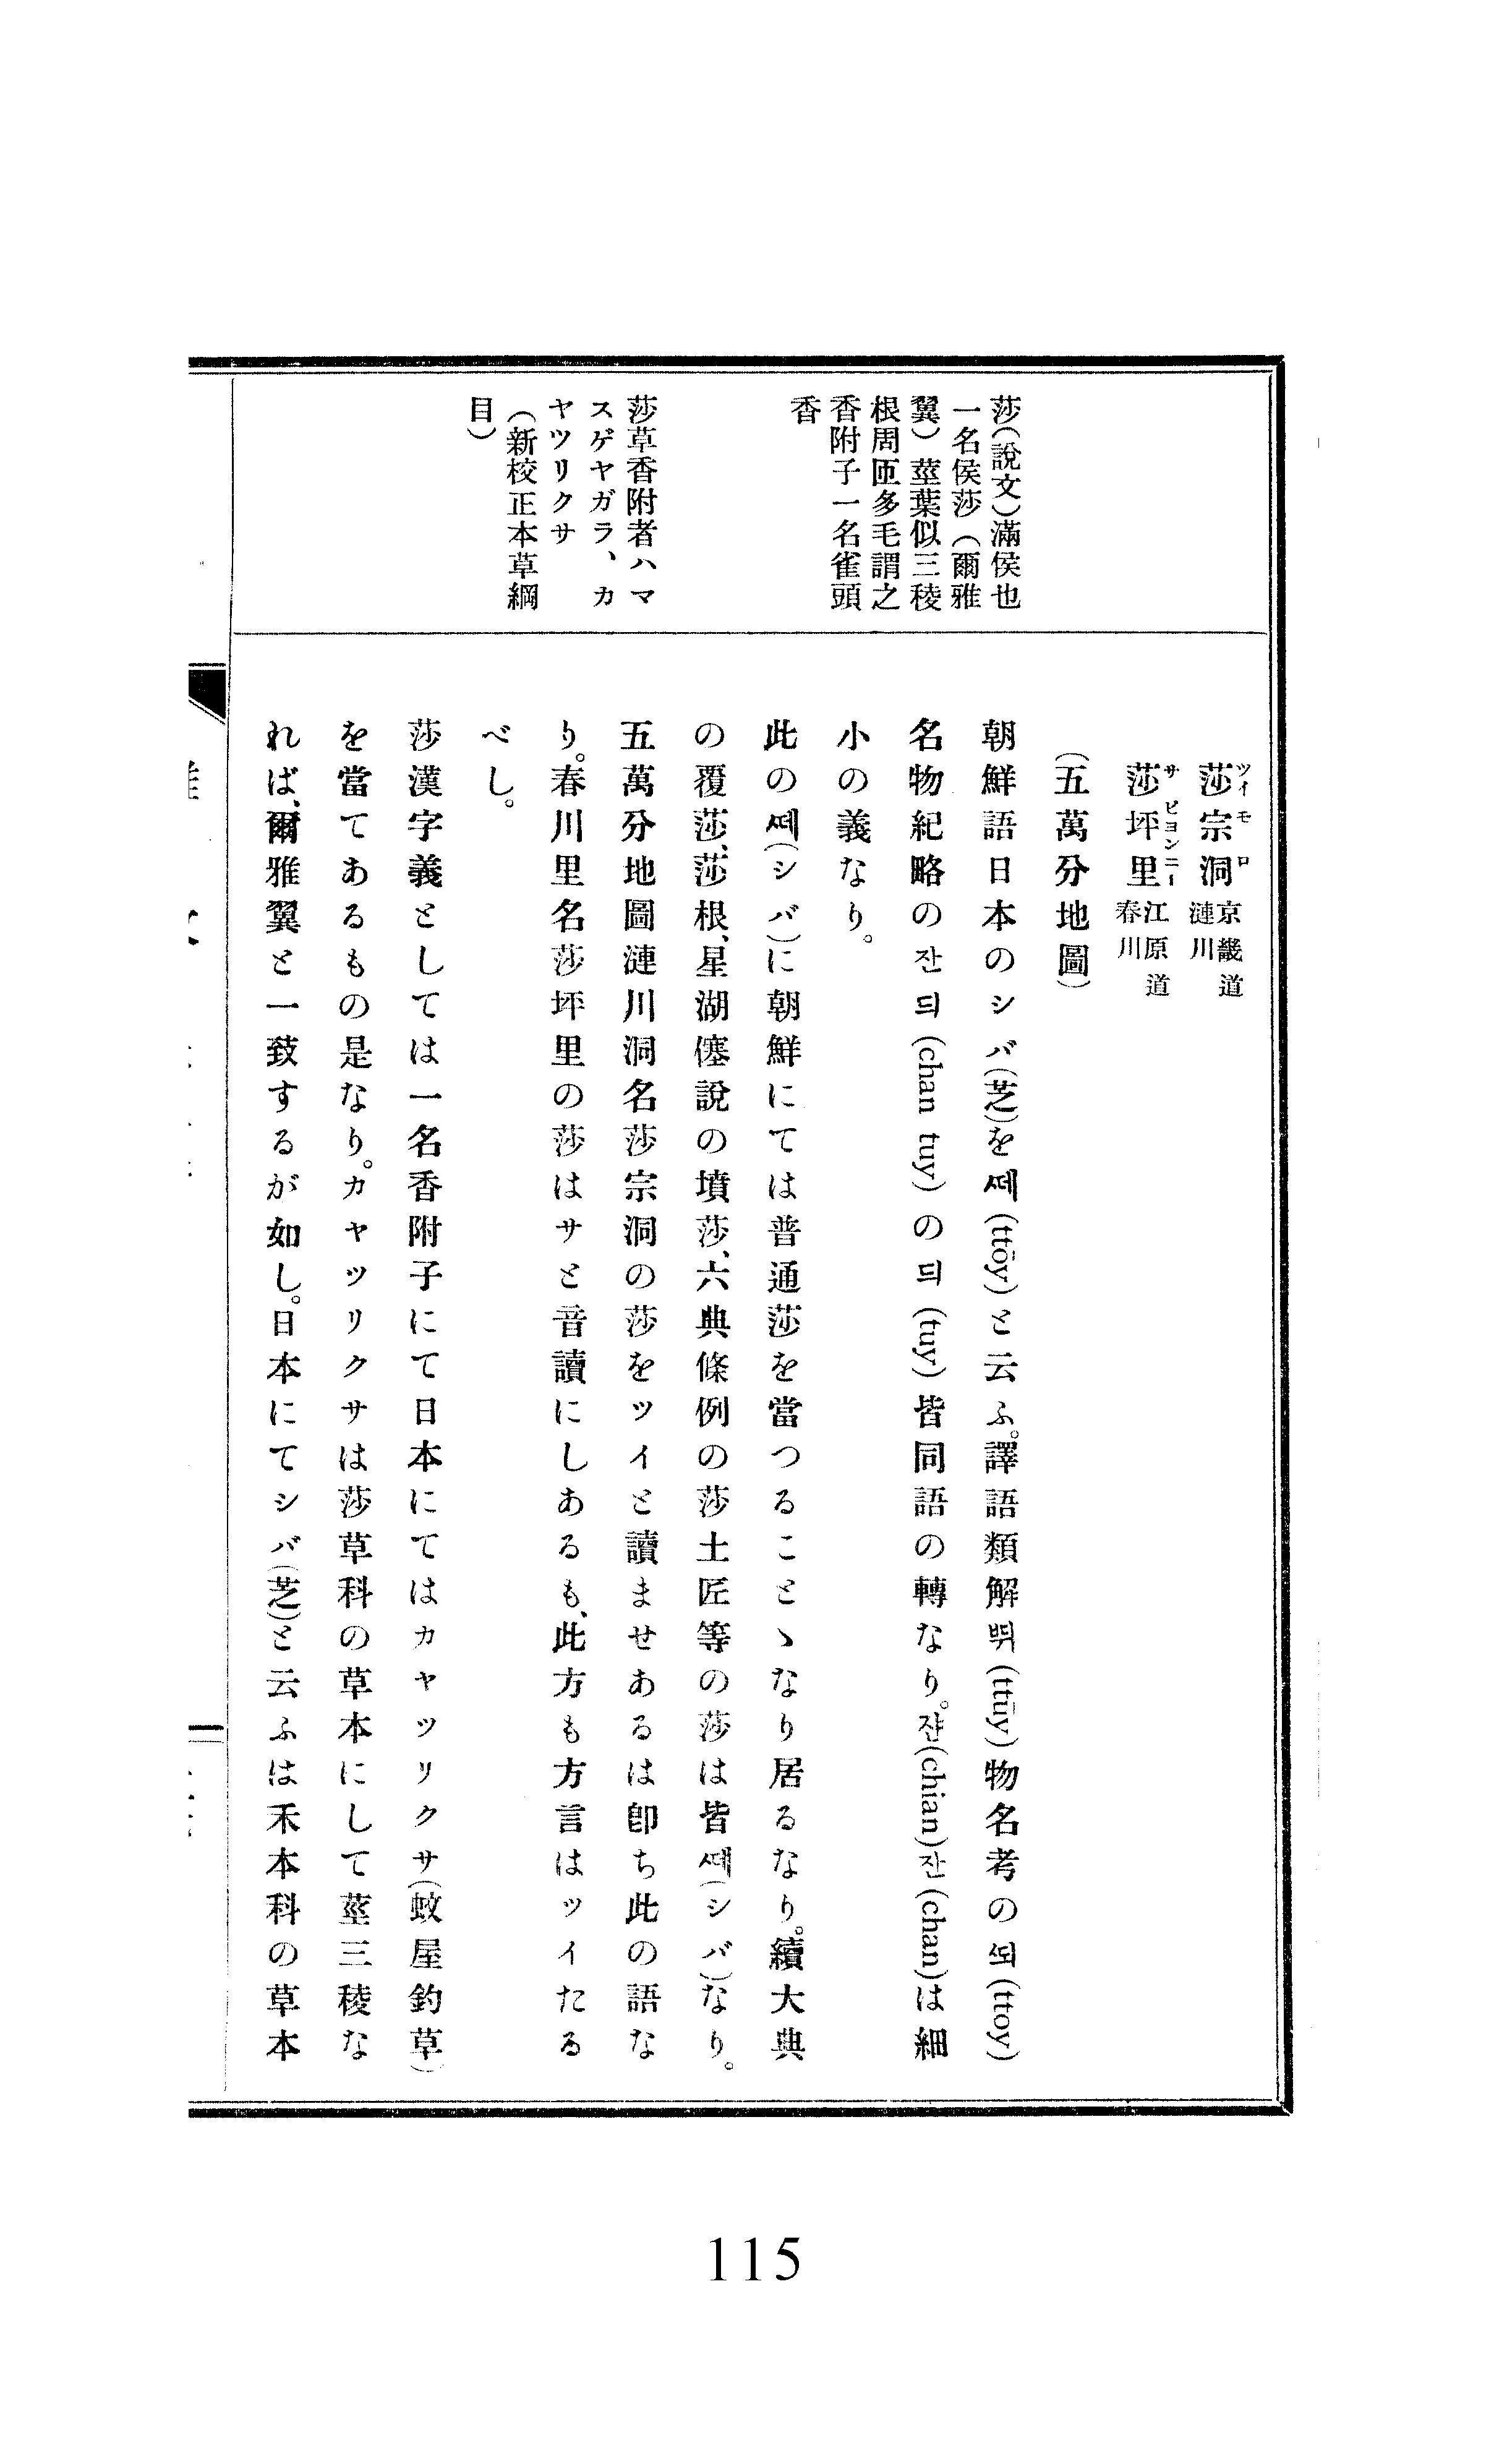 莎(說文)滿侯也
一名侯莎(爾雅
翼)莖葉似三稜
根周匝多毛謂之
香附子一名雀頭
香
莎草香附者ハマ
スゲヤガラ、カ
ヤツリクサ
(新校正本草綱
目)
莎宗洞 京畿道 漣川
ツイモロ
莎坪里 江原道 春川
サピヨンニー
(五萬分地圖)
朝鮮語日本のシバ(芝)を떼(ttōy)と云ふ。譯語類解뛰(ttūy)物名考의 되(ttoy)
名物紀略の잔듸(chan tuy)の듸(tuy)皆同語の轉なり。쟌(chian)잔(chan)は細
小の義なり。
此の떼(シバ)に朝鮮にては普通莎を當つることゝなり居るなり。續大典
の覆莎、莎根、星湖僿說の墳莎、六典條例の莎土匠等の莎は皆떼(シバ)なり。
五萬分地圖漣川洞名莎宗洞の莎をツイと讀ませあるは卽ち此の語な
り。春川里名莎坪里の莎はサと音讀にしあるも、此方も方言はツイたる
べし。
莎漢字義としては一名香附子にて日本にてはカヤツリクサ(蚊屋釣草)
を當てあるもの是なり。カヤツリクサは莎草科の草本にして莖三稜な
れば、爾雅翼と一致するが如し。日本にてシバ(芝)と云ふは禾本科の草本
115